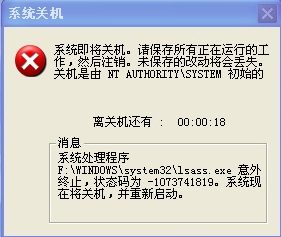 系统关机
系统即将关机。请保存所有正在运行的工
作，然后注销。未保存的改动将会丢失。
关机是由 NT AUTHORITY\SYSTEM 初始的
离关机还有 : 00:00:18
消息
系统处理程序
F:\WINDOWS\system32\lsass.exe 意外
终止，状态码为 -1073741819。系统现
在将关机，并重新启动。